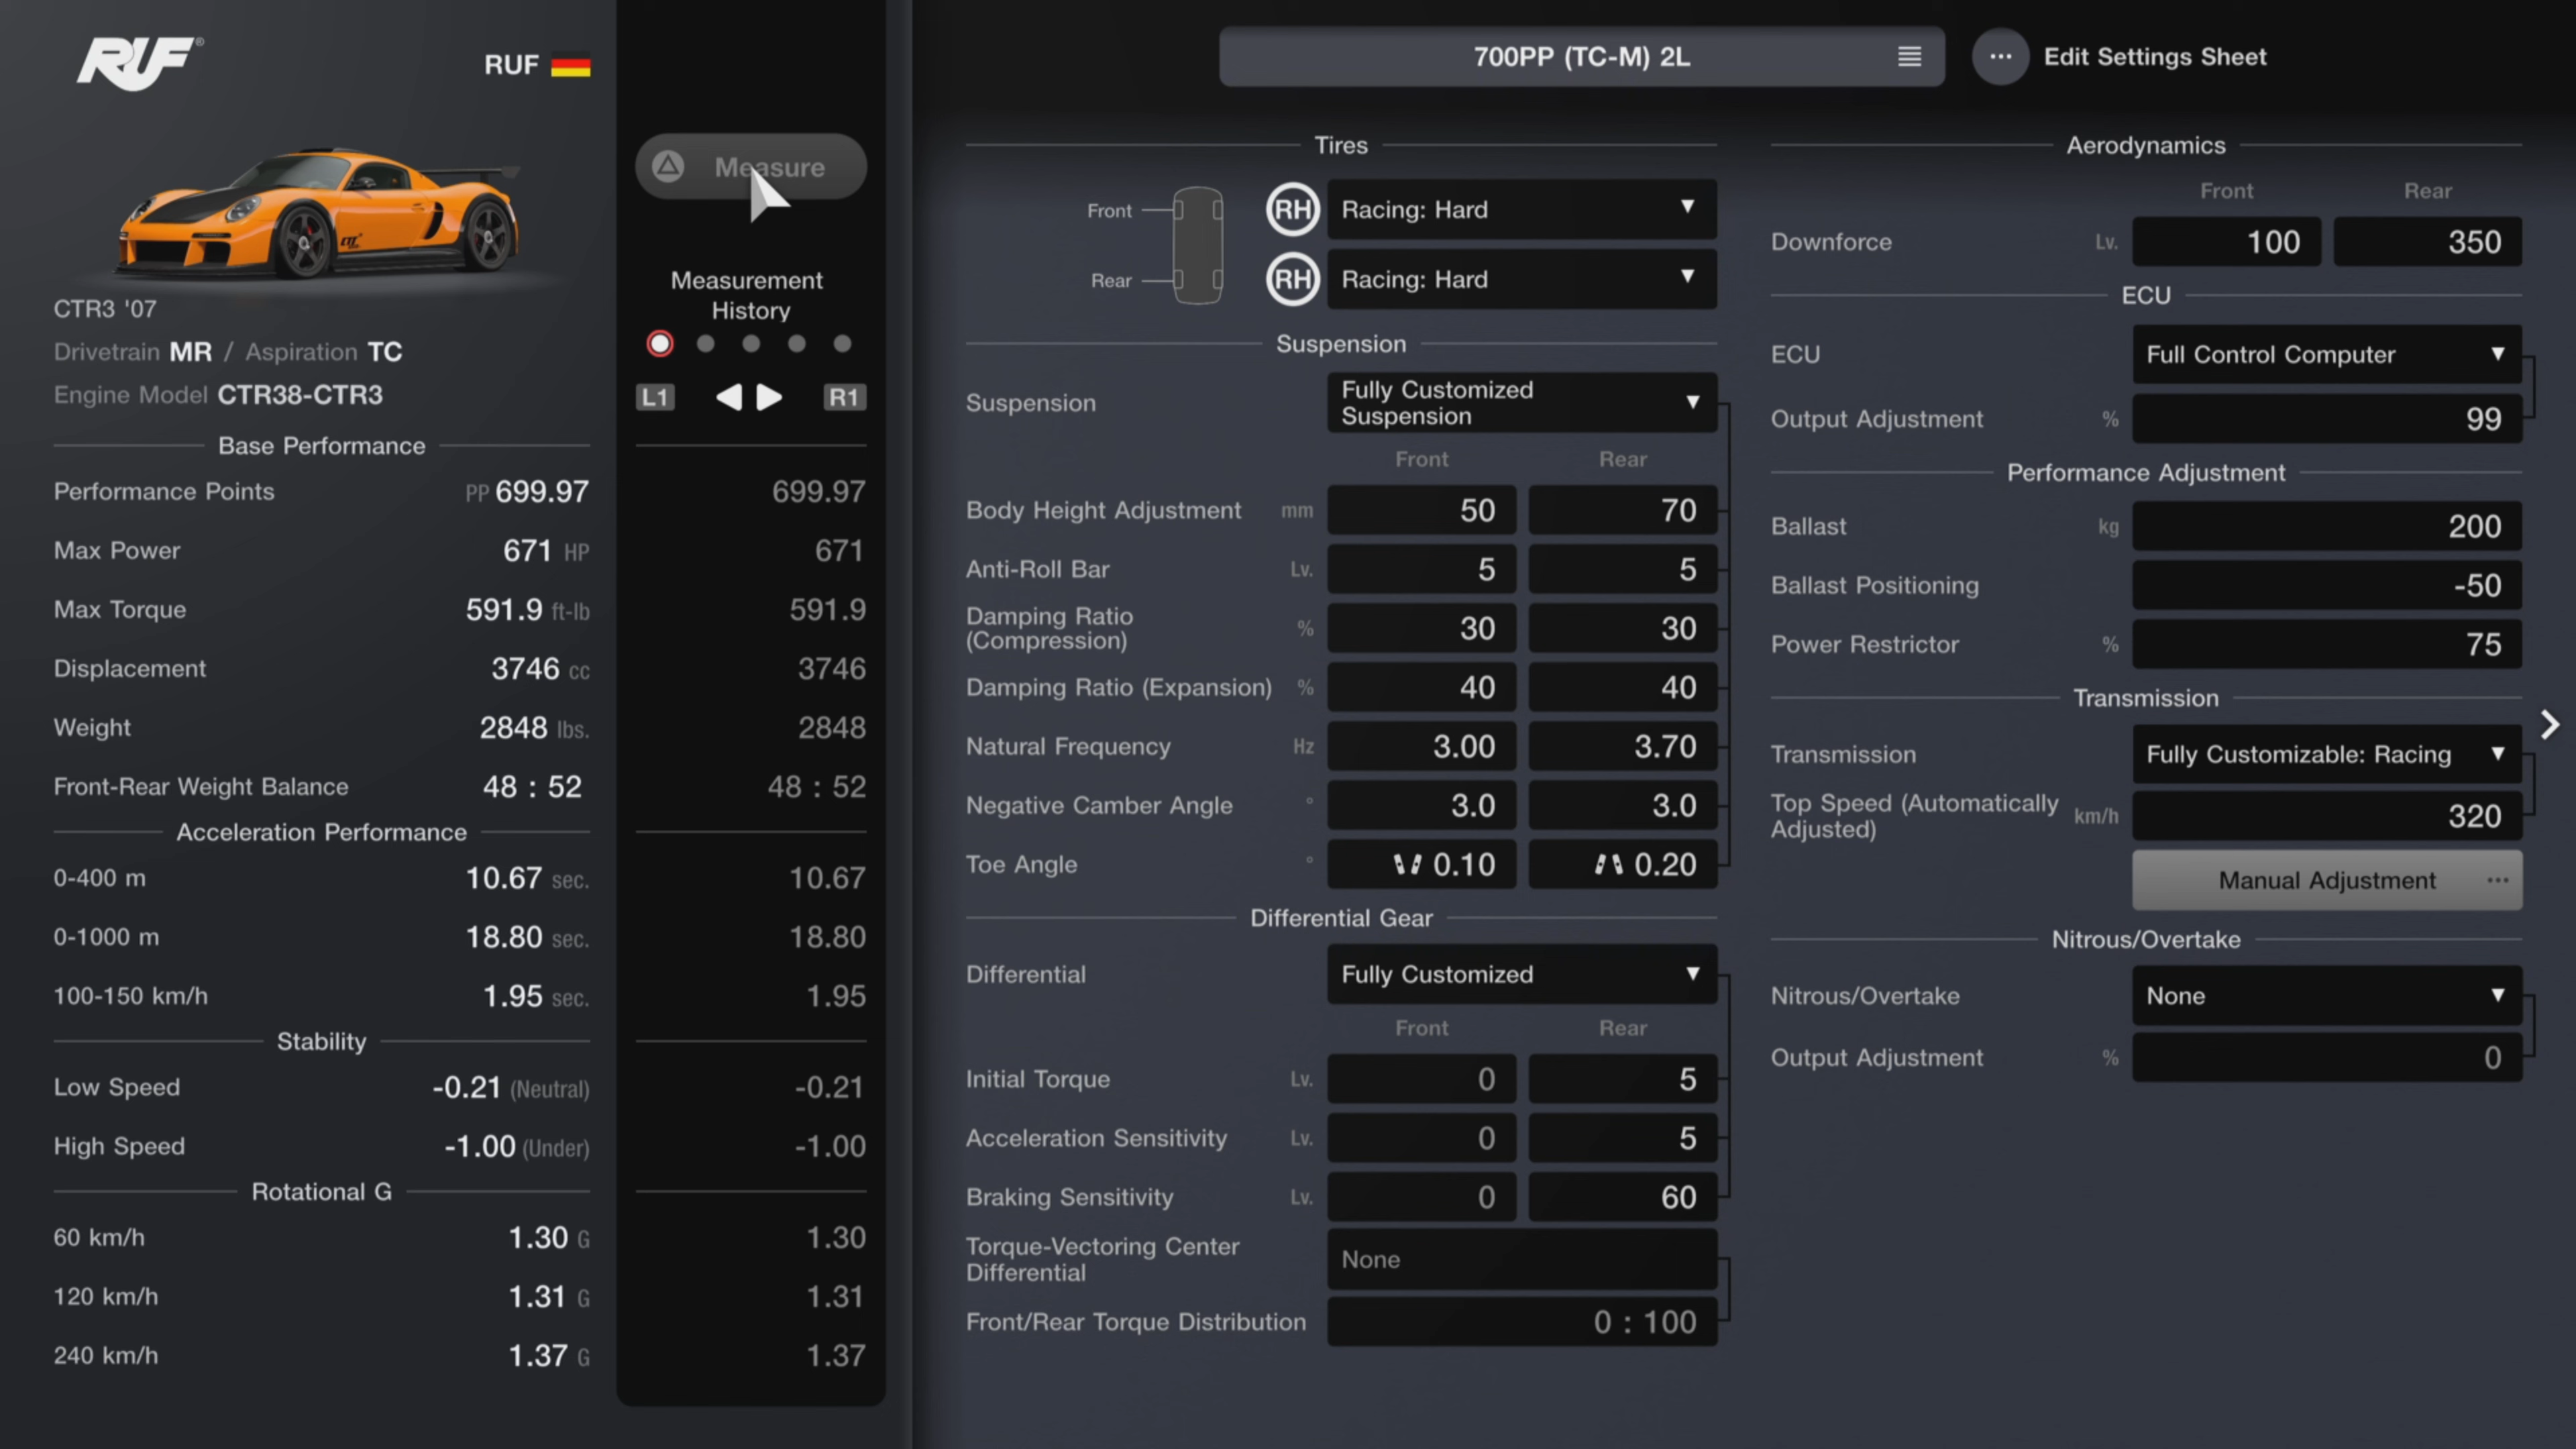 RUF®
RUF
CTR3 '07
Drivetrain MR / Aspiration TC
Engine Model CTR38-CTR3
Base Performance
Performance Points PP 699.97
Max Power 671 HP
Max Torque 591.9 ft-lb
Displacement 3746 cc
Weight 2848 lbs.
Front-Rear Weight Balance 48 : 52
Acceleration Performance
0-400 m 10.67 sec.
0-1000 m 18.80 sec.
100-150 km/h 1.95 sec.
Stability
Low Speed -0.21 (Neutral)
High Speed -1.00 (Under)
Rotational G
60 km/h 1.30 G
120 km/h 1.31 G
240 km/h 1.37 G
Measure
Measurement
History
L1 R1
699.97
671
591.9
3746
2848
48 : 52
10.67
18.80
1.95
-0.21
-1.00
1.30
1.31
1.37
700PP (TC-M) 2L
Edit Settings Sheet
Tires
Front RH Racing: Hard
Rear RH Racing: Hard
Suspension
Suspension Fully Customized
Suspension
Front Rear
Body Height Adjustment mm 50 70
Anti-Roll Bar Lv. 5 5
Damping Ratio
(Compression) % 30 30
Damping Ratio (Expansion) % 40 40
Natural Frequency Hz 3.00 3.70
Negative Camber Angle ° 3.0 3.0
Toe Angle ° 0.10 0.20
Differential Gear
Differential Fully Customized
Front Rear
Initial Torque Lv. 0 5
Acceleration Sensitivity Lv. 0 5
Braking Sensitivity Lv. 0 60
Torque-Vectoring Center
Differential None
Front/Rear Torque Distribution 0 : 100
Aerodynamics
Front Rear
Downforce Lv. 100 350
ECU
ECU Full Control Computer
Output Adjustment % 99
Performance Adjustment
Ballast kg 200
Ballast Positioning -50
Power Restrictor % 75
Transmission
Transmission Fully Customizable: Racing
Top Speed (Automatically
Adjusted) km/h 320
Manual Adjustment ...
Nitrous/Overtake
Nitrous/Overtake None
Output Adjustment % 0